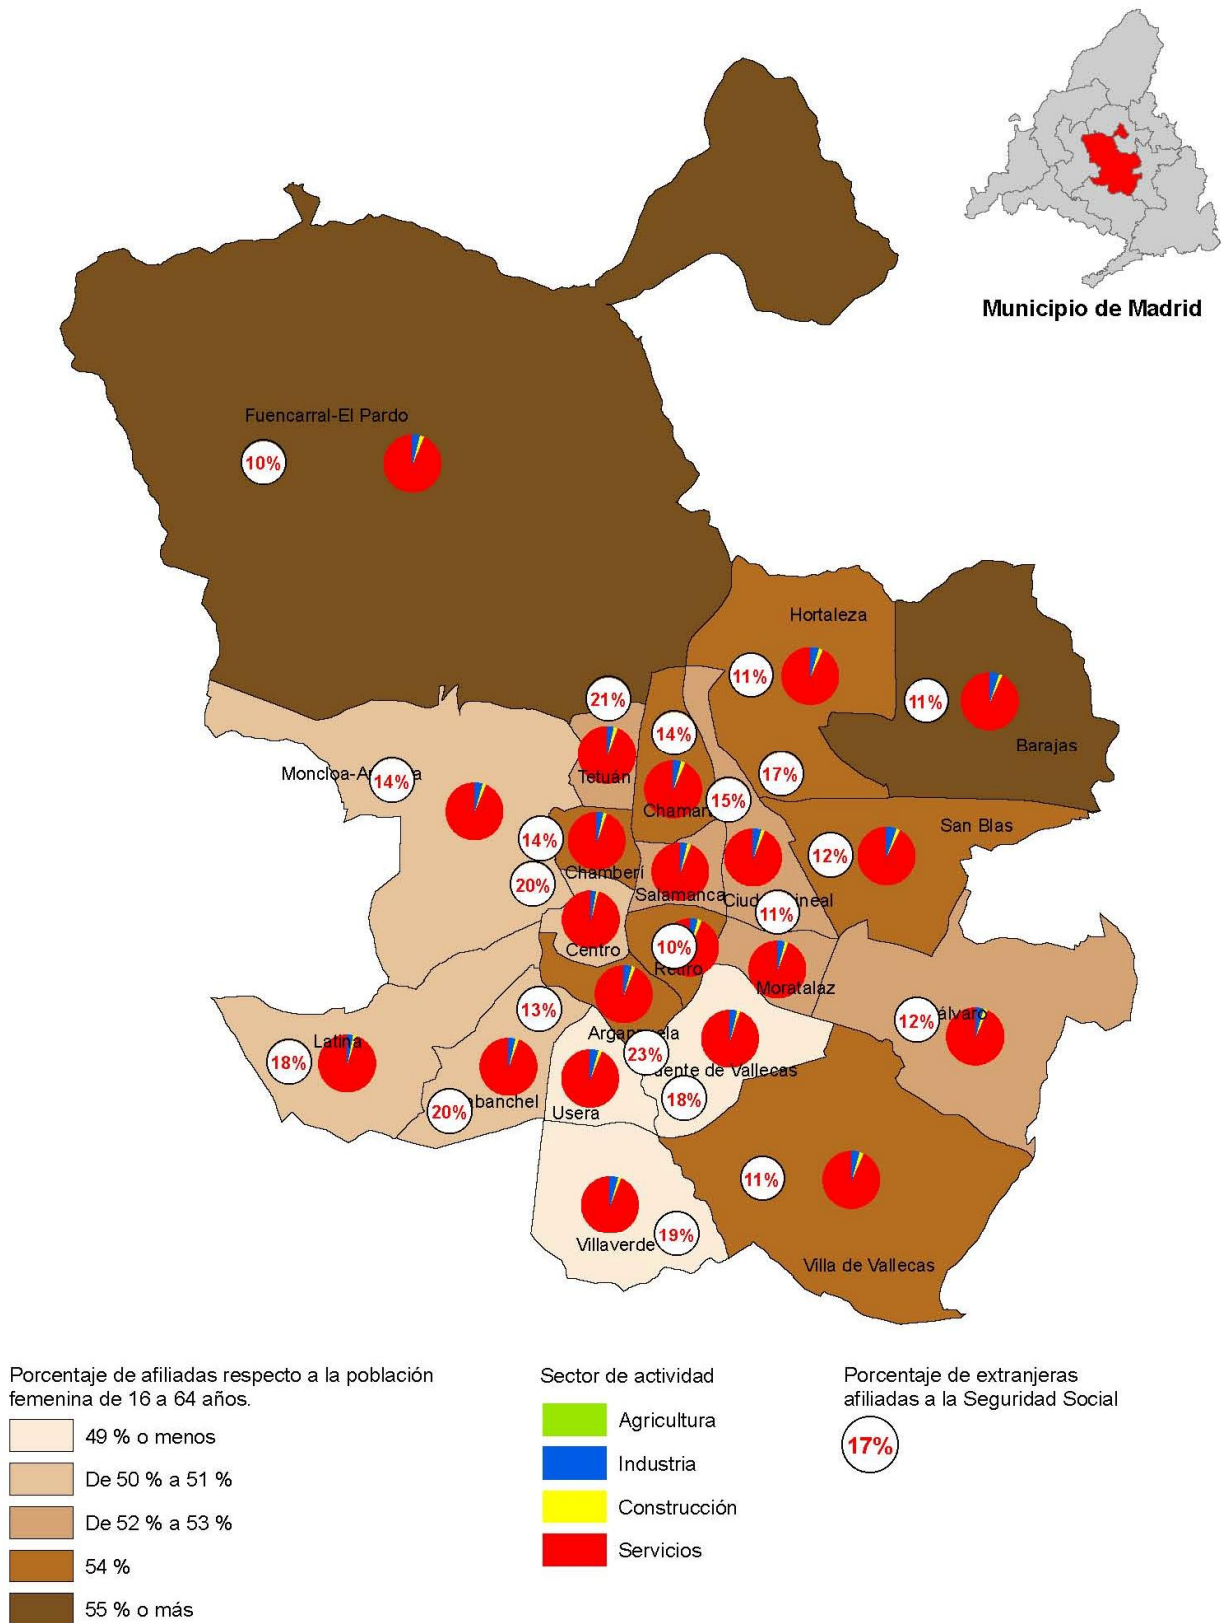 Municipio de Madrid
Fuencarral-El Pardo
10%
Hortaleza
11%
11%
Barajas
21%
Tetuán
14%
14%
17%
15%
San Blas
14%
Chamberí
12%
20%
Salamanca
11%
Centro
10%
Moratalaz
13%
12%
Latina
18%
23%
de Vallecas
20%
Usera
18%
11%
19%
Villaverde
Villa de Vallecas
Porcentaje de afiliadas respecto a la población
femenina de 16 a 64 años.
49 % o menos
De 50 % a 51 %
De 52 % a 53 %
54 %
55 % o más
Sector de actividad
Agricultura
Industria
Construcción
Servicios
Porcentaje de extranjeras
afiliadas a la Seguridad Social
17%